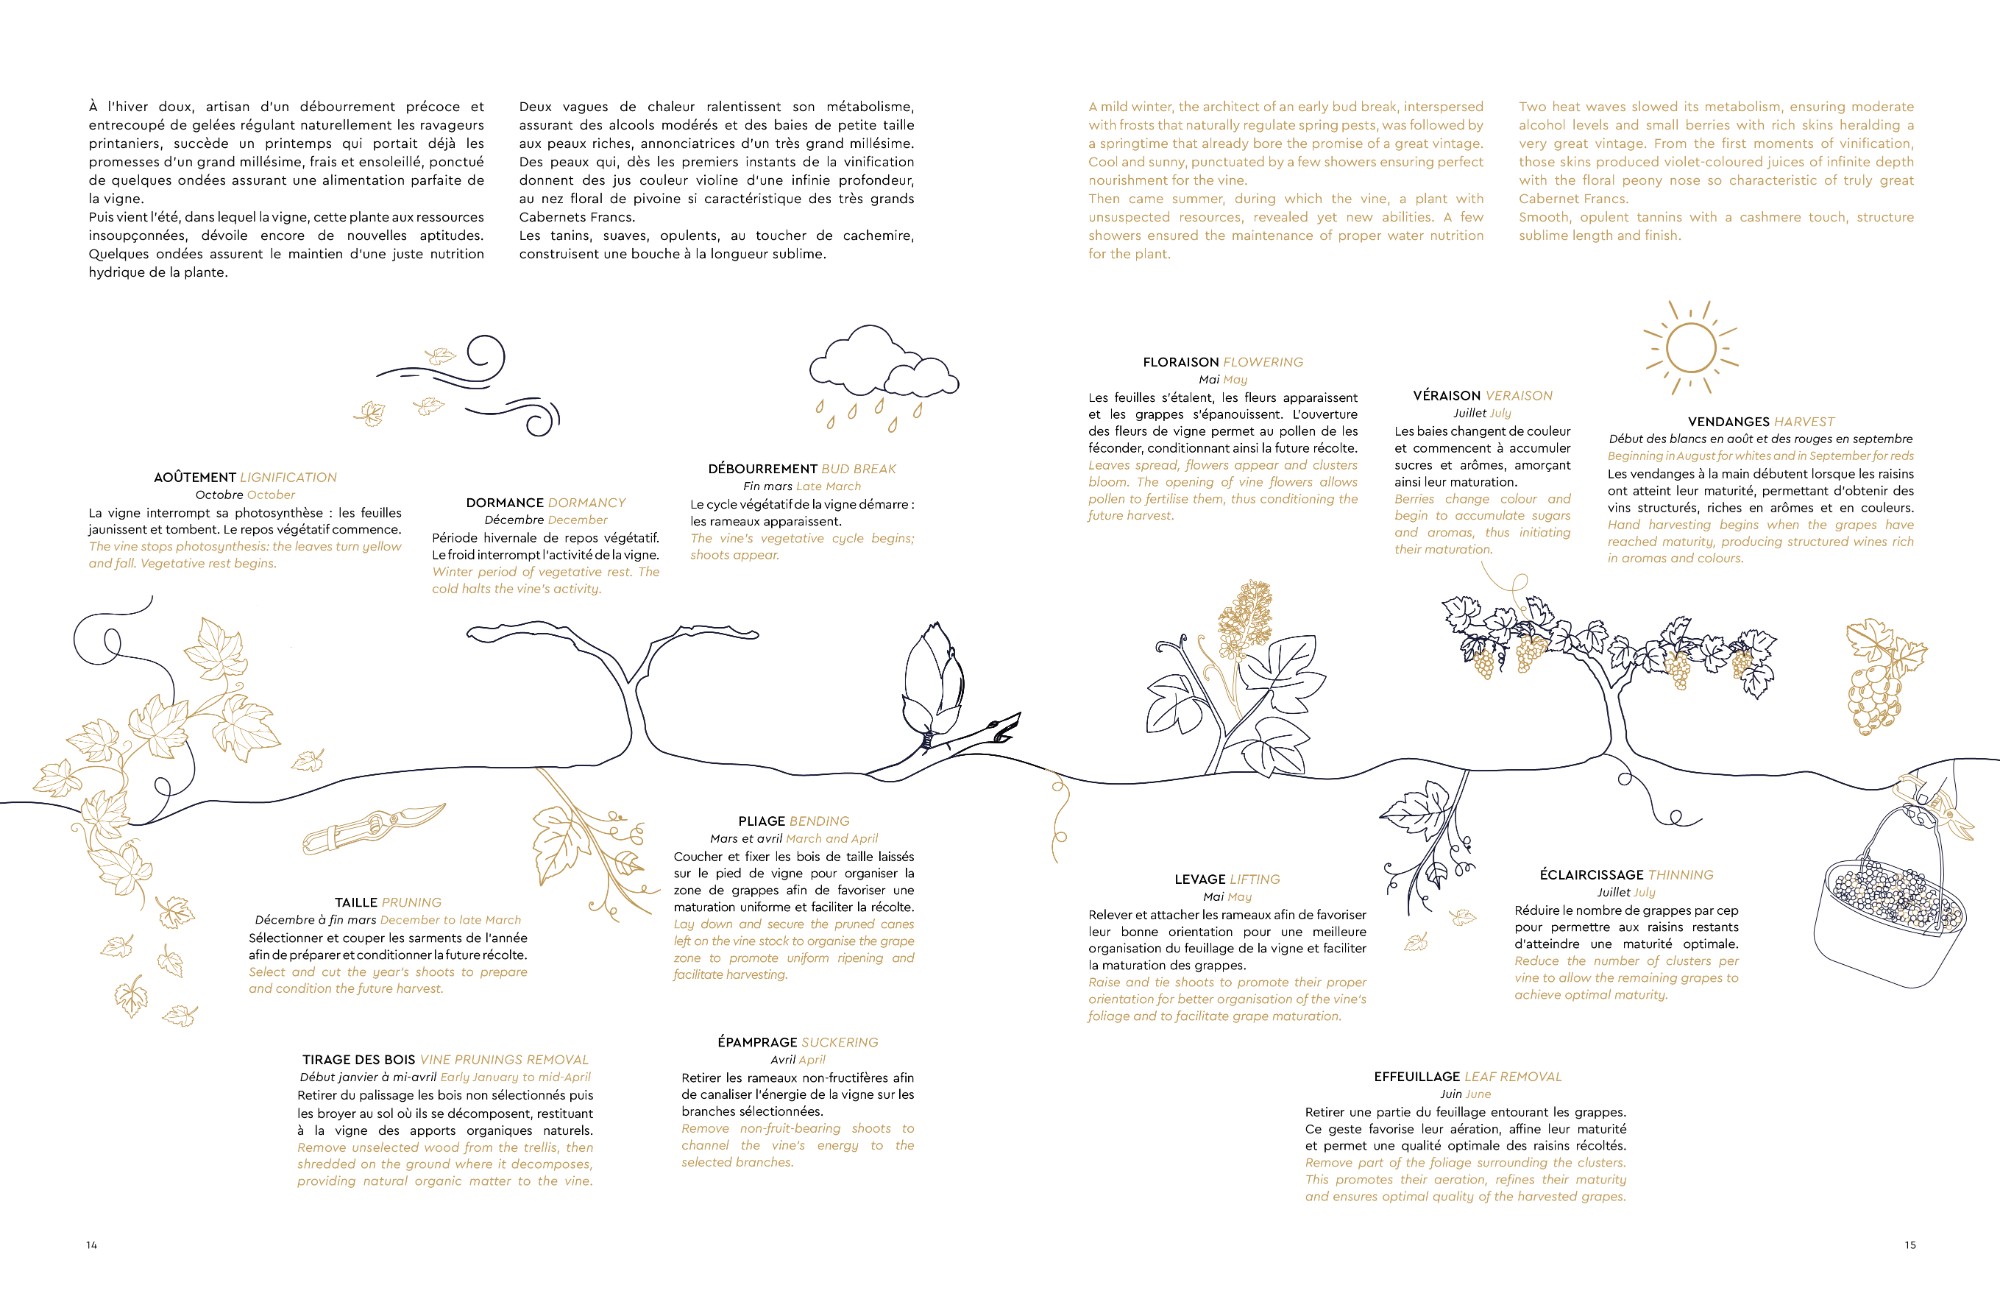 À l'hiver doux, artisan d'un débourrement précoce et
entrecoupé de gelées régulant naturellement les ravageurs
printaniers, succède un printemps qui portait déjà les
promesses d'un grand millésime, frais et ensoleillé, ponctué
de quelques ondées assurant une alimentation parfaite de
la vigne.
Puis vient l'été, dans lequel la vigne, cette plante aux ressources
insoupçonnées, dévoile encore de nouvelles aptitudes.
Quelques ondées assurent le maintien d'une juste nutrition
hydrique de la plante.
Deux vagues de chaleur ralentissent son métabolisme,
assurant des alcools modérés et des baies de petite taille
aux peaux riches, annonciatrices d'un très grand millésime.
Des peaux qui, dès les premiers instants de la vinification
donnent des jus couleur violine d'une infinie profondeur,
au nez floral de pivoine si caractéristique des très grands
Cabernets Francs.
Les tanins, suaves, opulents, au toucher de cachemire,
construisent une bouche à la longueur sublime.
A mild winter, the architect of an early bud break, interspersed
with frosts that naturally regulate spring pests, was followed by
a springtime that already bore the promise of a great vintage.
Cool and sunny, punctuated by a few showers ensuring perfect
nourishment for the vine.
Then came summer, during which the vine, a plant with
unsuspected resources, revealed yet new abilities. A few
showers ensured the maintenance of proper water nutrition
for the plant.
Two heat waves slowed its metabolism, ensuring moderate
alcohol levels and small berries with rich skins heralding a
very great vintage. From the first moments of vinification,
those skins produced violet-coloured juices of infinite depth
with the floral peony nose so characteristic of truly great
Cabernet Francs.
Smooth, opulent tannins with a cashmere touch, structure
sublime length and finish.
AOÛTEMENT LIGNIFICATION
Octobre October
La vigne interrompt sa photosynthèse : les feuilles
jaunissent et tombent. Le repos végétatif commence.
The vine stops photosynthesis: the leaves turn yellow
and fall. Vegetative rest begins.
DORMANCE DORMANCY
Décembre December
Période hivernale de repos végétatif.
Le froid interrompt l'activité de la vigne.
Winter period of vegetative rest. The
cold halts the vine's activity.
DÉBOURREMENT BUD BREAK
Fin mars Late March
Le cycle végétatif de la vigne démarre :
les rameaux apparaissent.
The vine's vegetative cycle begins;
shoots appear.
FLORAISON FLOWERING
Mai May
Les feuilles s'étalent, les fleurs apparaissent
et les grappes s'épanouissent. L'ouverture
des fleurs de vigne permet au pollen de les
féconder, conditionnant ainsi la future récolte.
Leaves spread, flowers appear and clusters
bloom. The opening of vine flowers allows
pollen to fertilise them, thus conditioning the
future harvest.
VÉRAISON VERAISON
Juillet July
Les baies changent de couleur
et commencent à accumuler
sucres et arômes, amorçant
ainsi leur maturation.
Berries change colour and
begin to accumulate sugars
and aromas, thus initiating
their maturation.
VENDANGES HARVEST
Début des blancs en août et des rouges en septembre
Beginning in August for whites and in September for reds
Les vendanges à la main débutent lorsque les raisins
ont atteint leur maturité, permettant d'obtenir des
vins structurés, riches en arômes et en couleurs.
Hand harvesting begins when the grapes have
reached maturity, producing structured wines rich
in aromas and colours.
TAILLE PRUNING
Décembre à fin mars December to late March
Sélectionner et couper les sarments de l'année
afin de préparer et conditionner la future récolte.
Select and cut the year's shoots to prepare
and condition the future harvest.
TIRAGE DES BOIS VINE PRUNINGS REMOVAL
Début janvier à mi-avril Early January to mid-April
Retirer du palissage les bois non sélectionnés puis
les broyer au sol où ils se décomposent, restituant
à la vigne des apports organiques naturels.
Remove unselected wood from the trellis, then
shredded on the ground where it decomposes,
providing natural organic matter to the vine.
PLIAGE BENDING
Mars et avril March and April
Coucher et fixer les bois de taille laissés
sur le pied de vigne pour organiser la
zone de grappes afin de favoriser une
maturation uniforme et faciliter la récolte.
Lay down and secure the pruned canes
left on the vine stock to organise the grape
zone to promote uniform ripening and
facilitate harvesting.
ÉPAMPRAGE SUCKERING
Avril April
Retirer les rameaux non-fructifères afin
de canaliser l'énergie de la vigne sur les
branches sélectionnées.
Remove non-fruit-bearing shoots to
channel the vine's energy to the
selected branches.
LEVAGE LIFTING
Mai May
Relever et attacher les rameaux afin de favoriser
leur bonne orientation pour une meilleure
organisation du feuillage de la vigne et faciliter
la maturation des grappes.
Raise and tie shoots to promote their proper
orientation for better organisation of the vine's
foliage and to facilitate grape maturation.
ÉCLAIRCISSAGE THINNING
Juillet July
Réduire le nombre de grappes par cep
pour permettre aux raisins restants
d'atteindre une maturité optimale.
Reduce the number of clusters per
vine to allow the remaining grapes to
achieve optimal maturity.
EFFEUILLAGE LEAF REMOVAL
Juin June
Retirer une partie du feuillage entourant les grappes.
Ce geste favorise leur aération, affine leur maturité
et permet une qualité optimale des raisins récoltés.
Remove part of the foliage surrounding the clusters.
This promotes their aeration, refines their maturity
and ensures optimal quality of the harvested grapes.
14
15